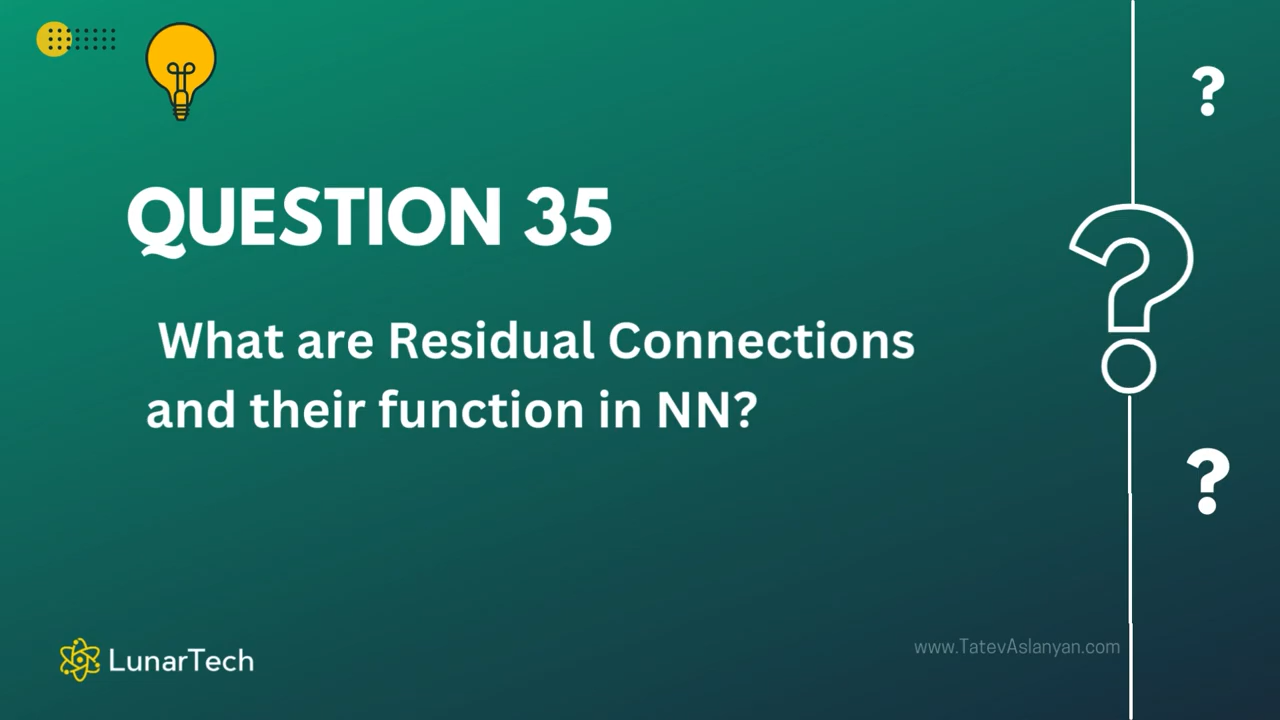 QUESTION 35
What are Residual Connections
and their function in NN?
LunarTech
www.TatevAslanyan.com
?
?
?